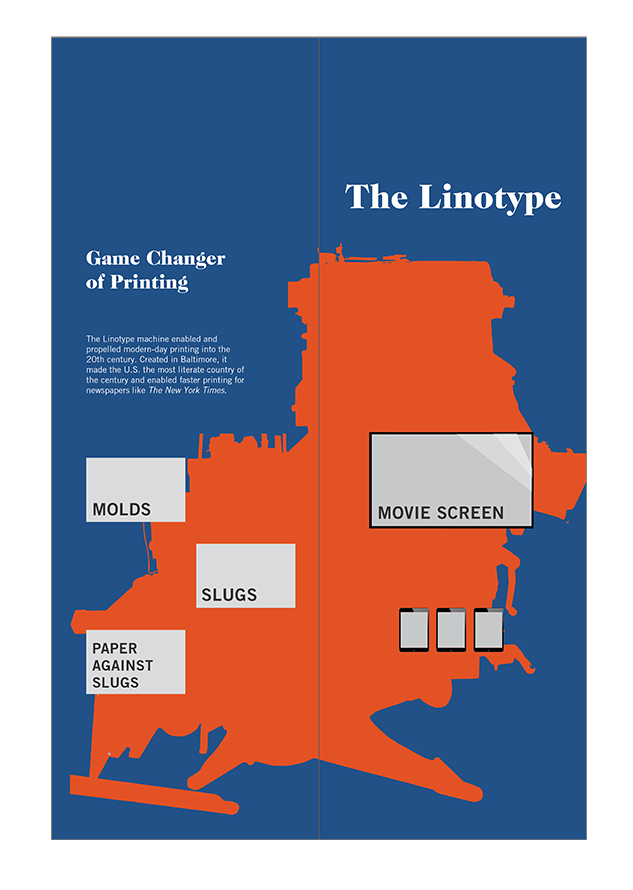 The Linotype
Game Changer
of Printing
The Linotype machine enabled and
propelled modern-day printing into the
20th century. Created in Baltimore, it
made the U.S. the most literate country of
the century and enabled faster printing for
newspapers like The New York Times.
MOLDS
MOVIE SCREEN
SLUGS
PAPER
AGAINST
SLUGS